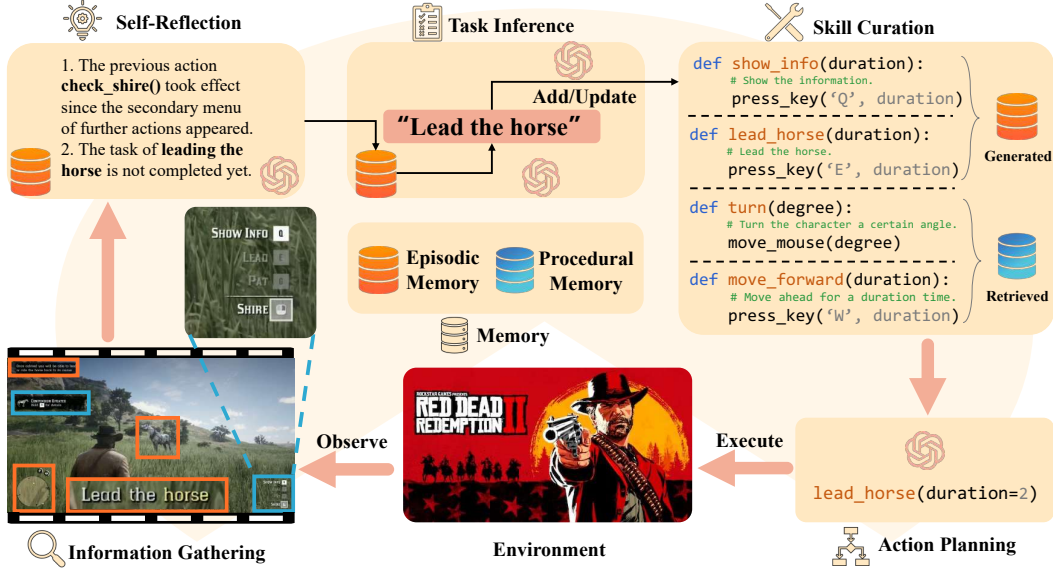 Self-Reflection
1. The previous action
check_shire() took effect
since the secondary menu
of further actions appeared.
2. The task of leading the
horse is not completed yet.
Task Inference
Add/Update
"Lead the horse"
Skill Curation
def show_info(duration):
# Show the information.
press_key('Q', duration)
def lead_horse(duration):
# Lead the horse.
press_key('E', duration)
Generated
def turn(degree):
# Turn the character a certain angle.
move_mouse(degree)
def move_forward(duration):
# Move ahead for a duration time.
press_key('W', duration)
Retrieved
Episodic
Memory
Procedural
Memory
Memory
SHOW INFO Q
LEAD
PAT
SHIRE
Lead the horse
Information Gathering
Observe
ROCKSTAR GAMES PRESENTS
RED DEAD
REDEMPTION II
Environment
Execute
lead_horse(duration=2)
Action Planning